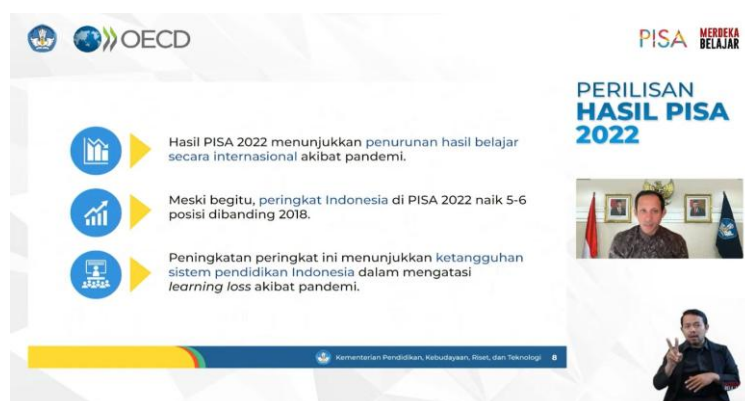 OECD
PISA MERDEKA
BELAJAR
PERILISAN
HASIL PISA
2022
Hasil PISA 2022 menunjukkan penurunan hasil belajar
secara internasional akibat pandemi.
Meski begitu, peringkat Indonesia di PISA 2022 naik 5-6
posisi dibanding 2018.
Peningkatan peringkat ini menunjukkan ketangguhan
sistem pendidikan Indonesia dalam mengatasi
learning loss akibat pandemi.
Kementerian Pendidikan, Kebudayaan, Riset, dan Teknologi 8